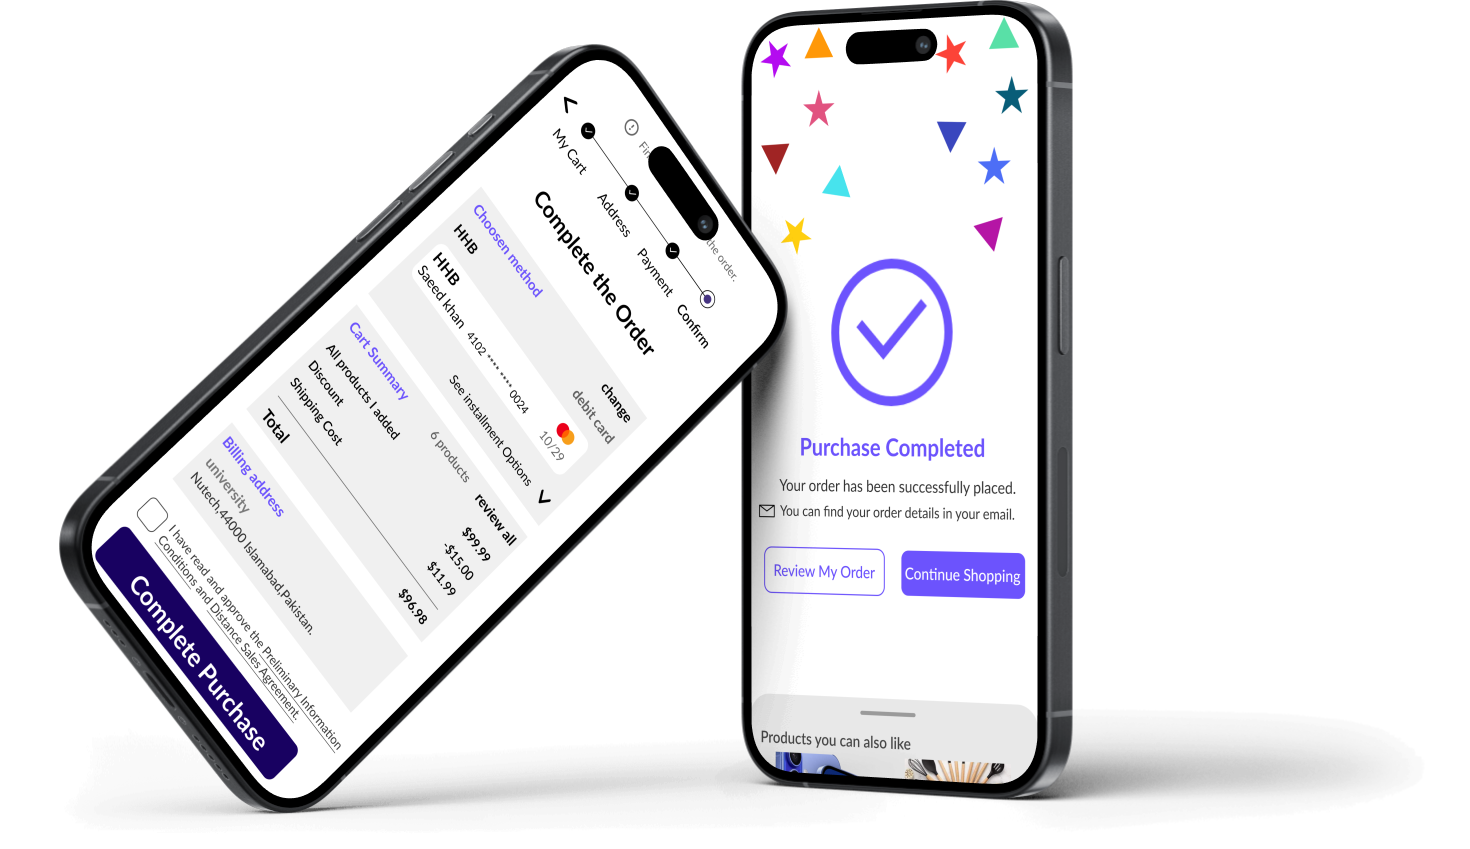 the order.
My Cart
Address
Payment
Confirm
Complete the Order
Choosen method
change
HHB
debit card
HHB
Saeed khan
4102 •••• •••• 0024
10/29
See installment Options
Cart Summary
review all
All products I added
6 products
$99.99
Discount
-$15.00
Shipping Cost
$11.99
Total
$96.98
Billing address
university
Nutech,44000 Islamabad,Pakistan.
I have read and approve the Preliminary Information
Conditions and Distance Sales Agreement.
Complete Purchase
Purchase Completed
Your order has been successfully placed.
You can find your order details in your email.
Review My Order
Continue Shopping
Products you can also like